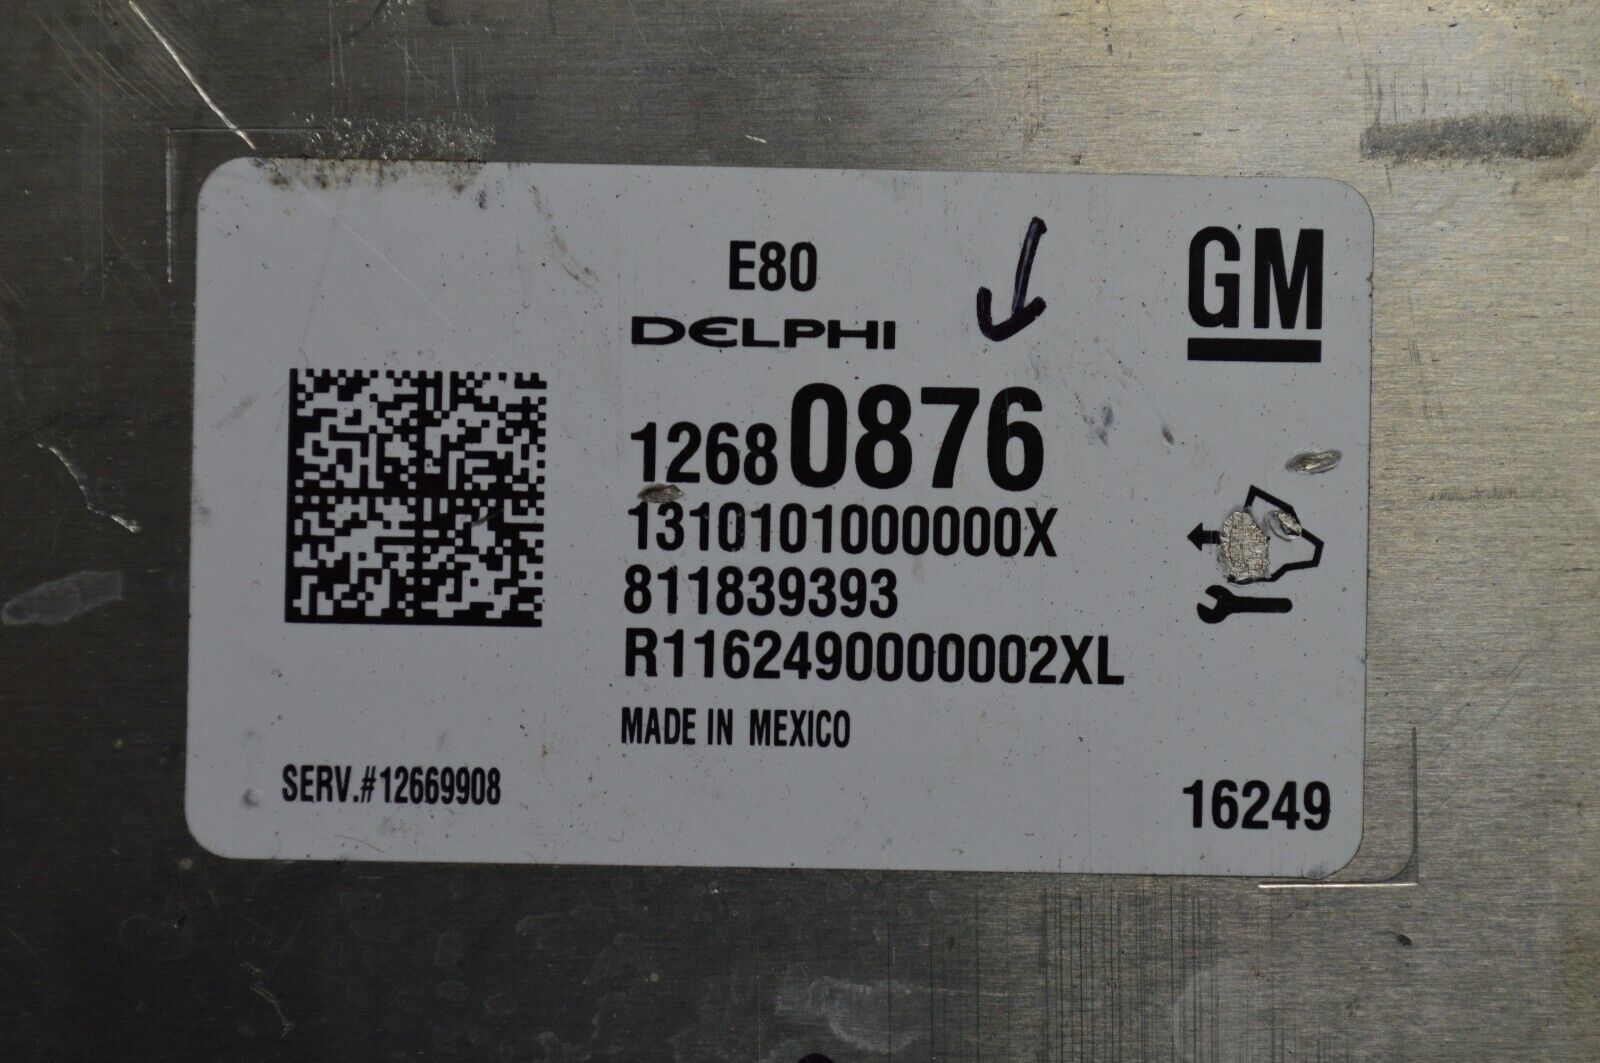 E80
GM
DELPHI
12680876
1310101000000X
811839393
R1162490000002XL
MADE IN MEXICO
SERV.#12669908
16249